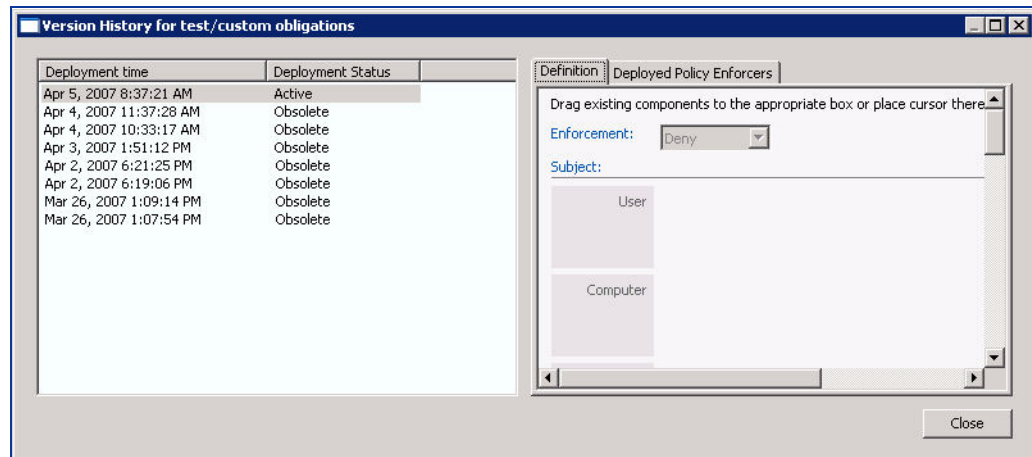 Version History for test/custom obligations
Deployment time Deployment Status
Apr 5, 2007 8:37:21 AM Active
Apr 4, 2007 11:37:28 AM Obsolete
Apr 4, 2007 10:33:17 AM Obsolete
Apr 3, 2007 1:51:12 PM Obsolete
Apr 2, 2007 6:21:25 PM Obsolete
Apr 2, 2007 6:19:06 PM Obsolete
Mar 26, 2007 1:09:14 PM Obsolete
Mar 26, 2007 1:07:54 PM Obsolete
Definition Deployed Policy Enforcers
Drag existing components to the appropriate box or place cursor there
Enforcement: Deny
Subject:
User
Computer
Close